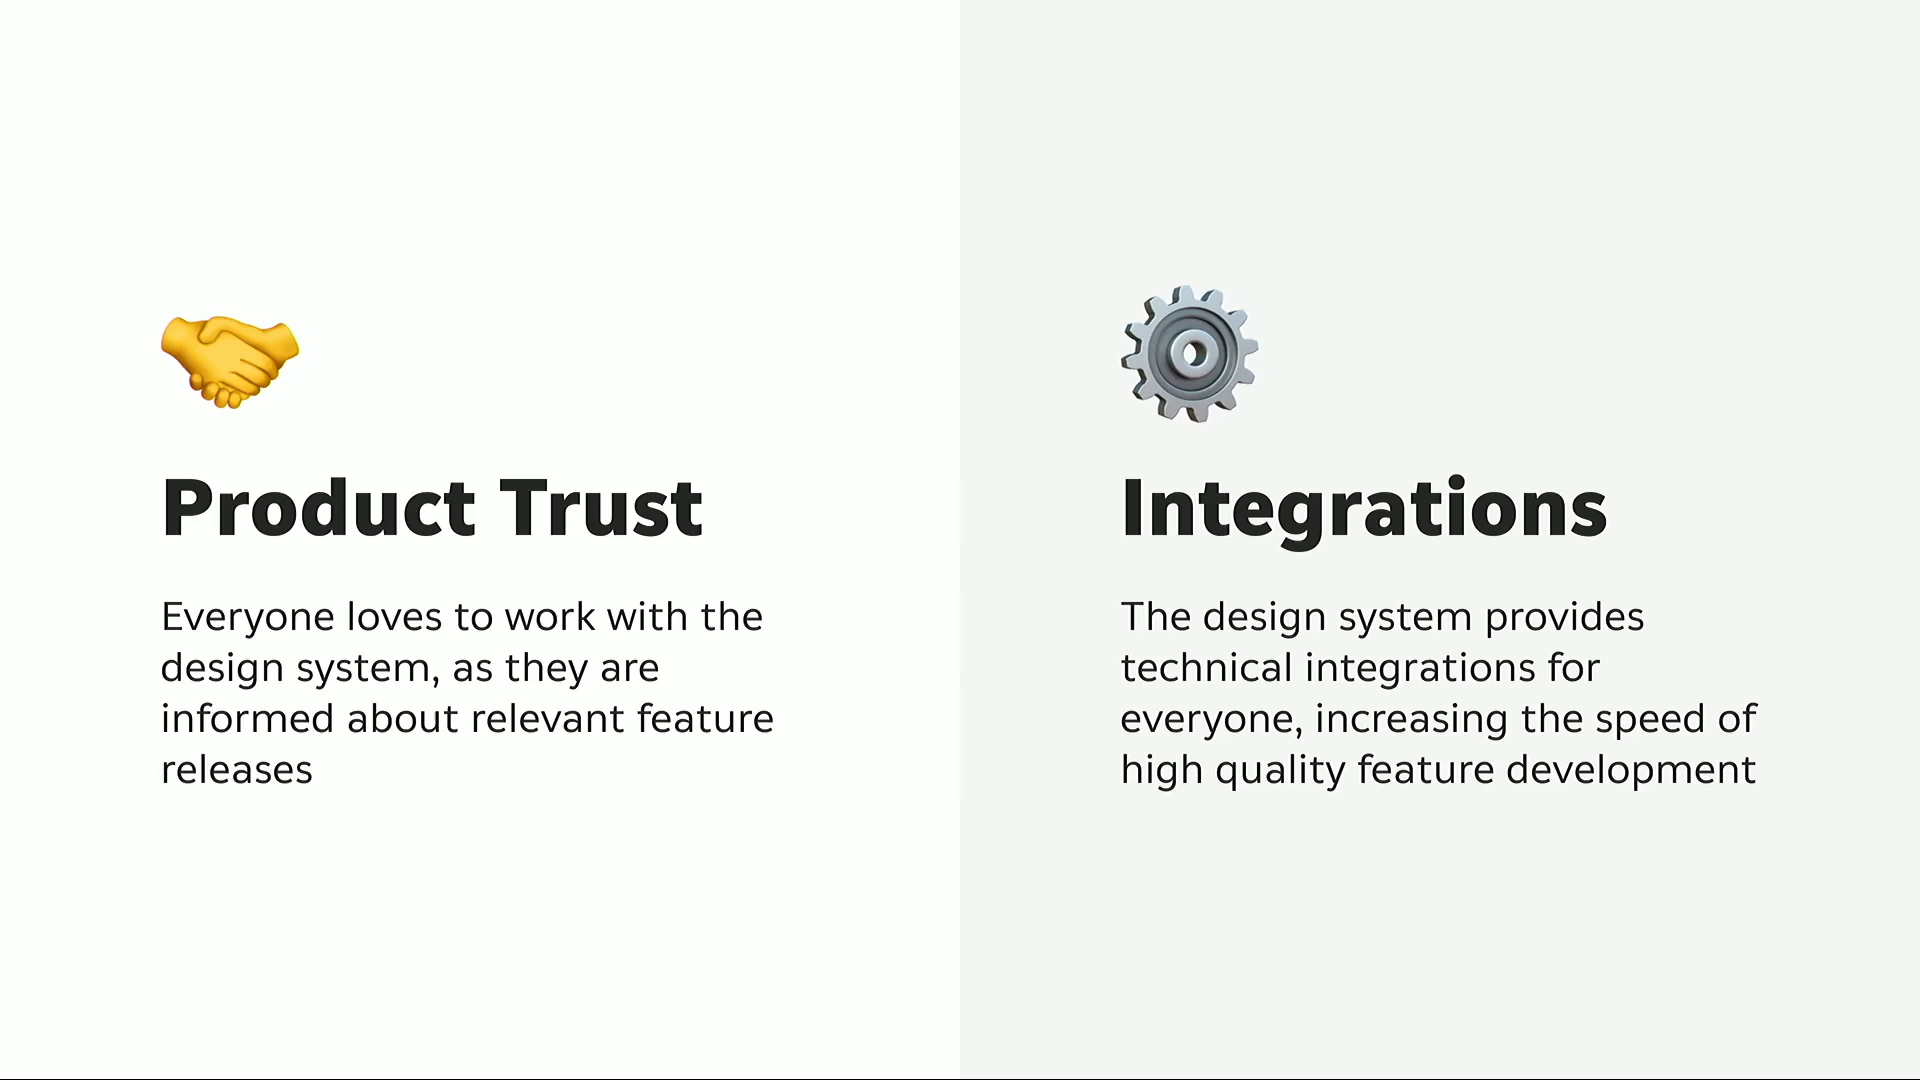 Product Trust
Everyone loves to work with the
design system, as they are
informed about relevant feature
releases
Integrations
The design system provides
technical integrations for
everyone, increasing the speed of
high quality feature development